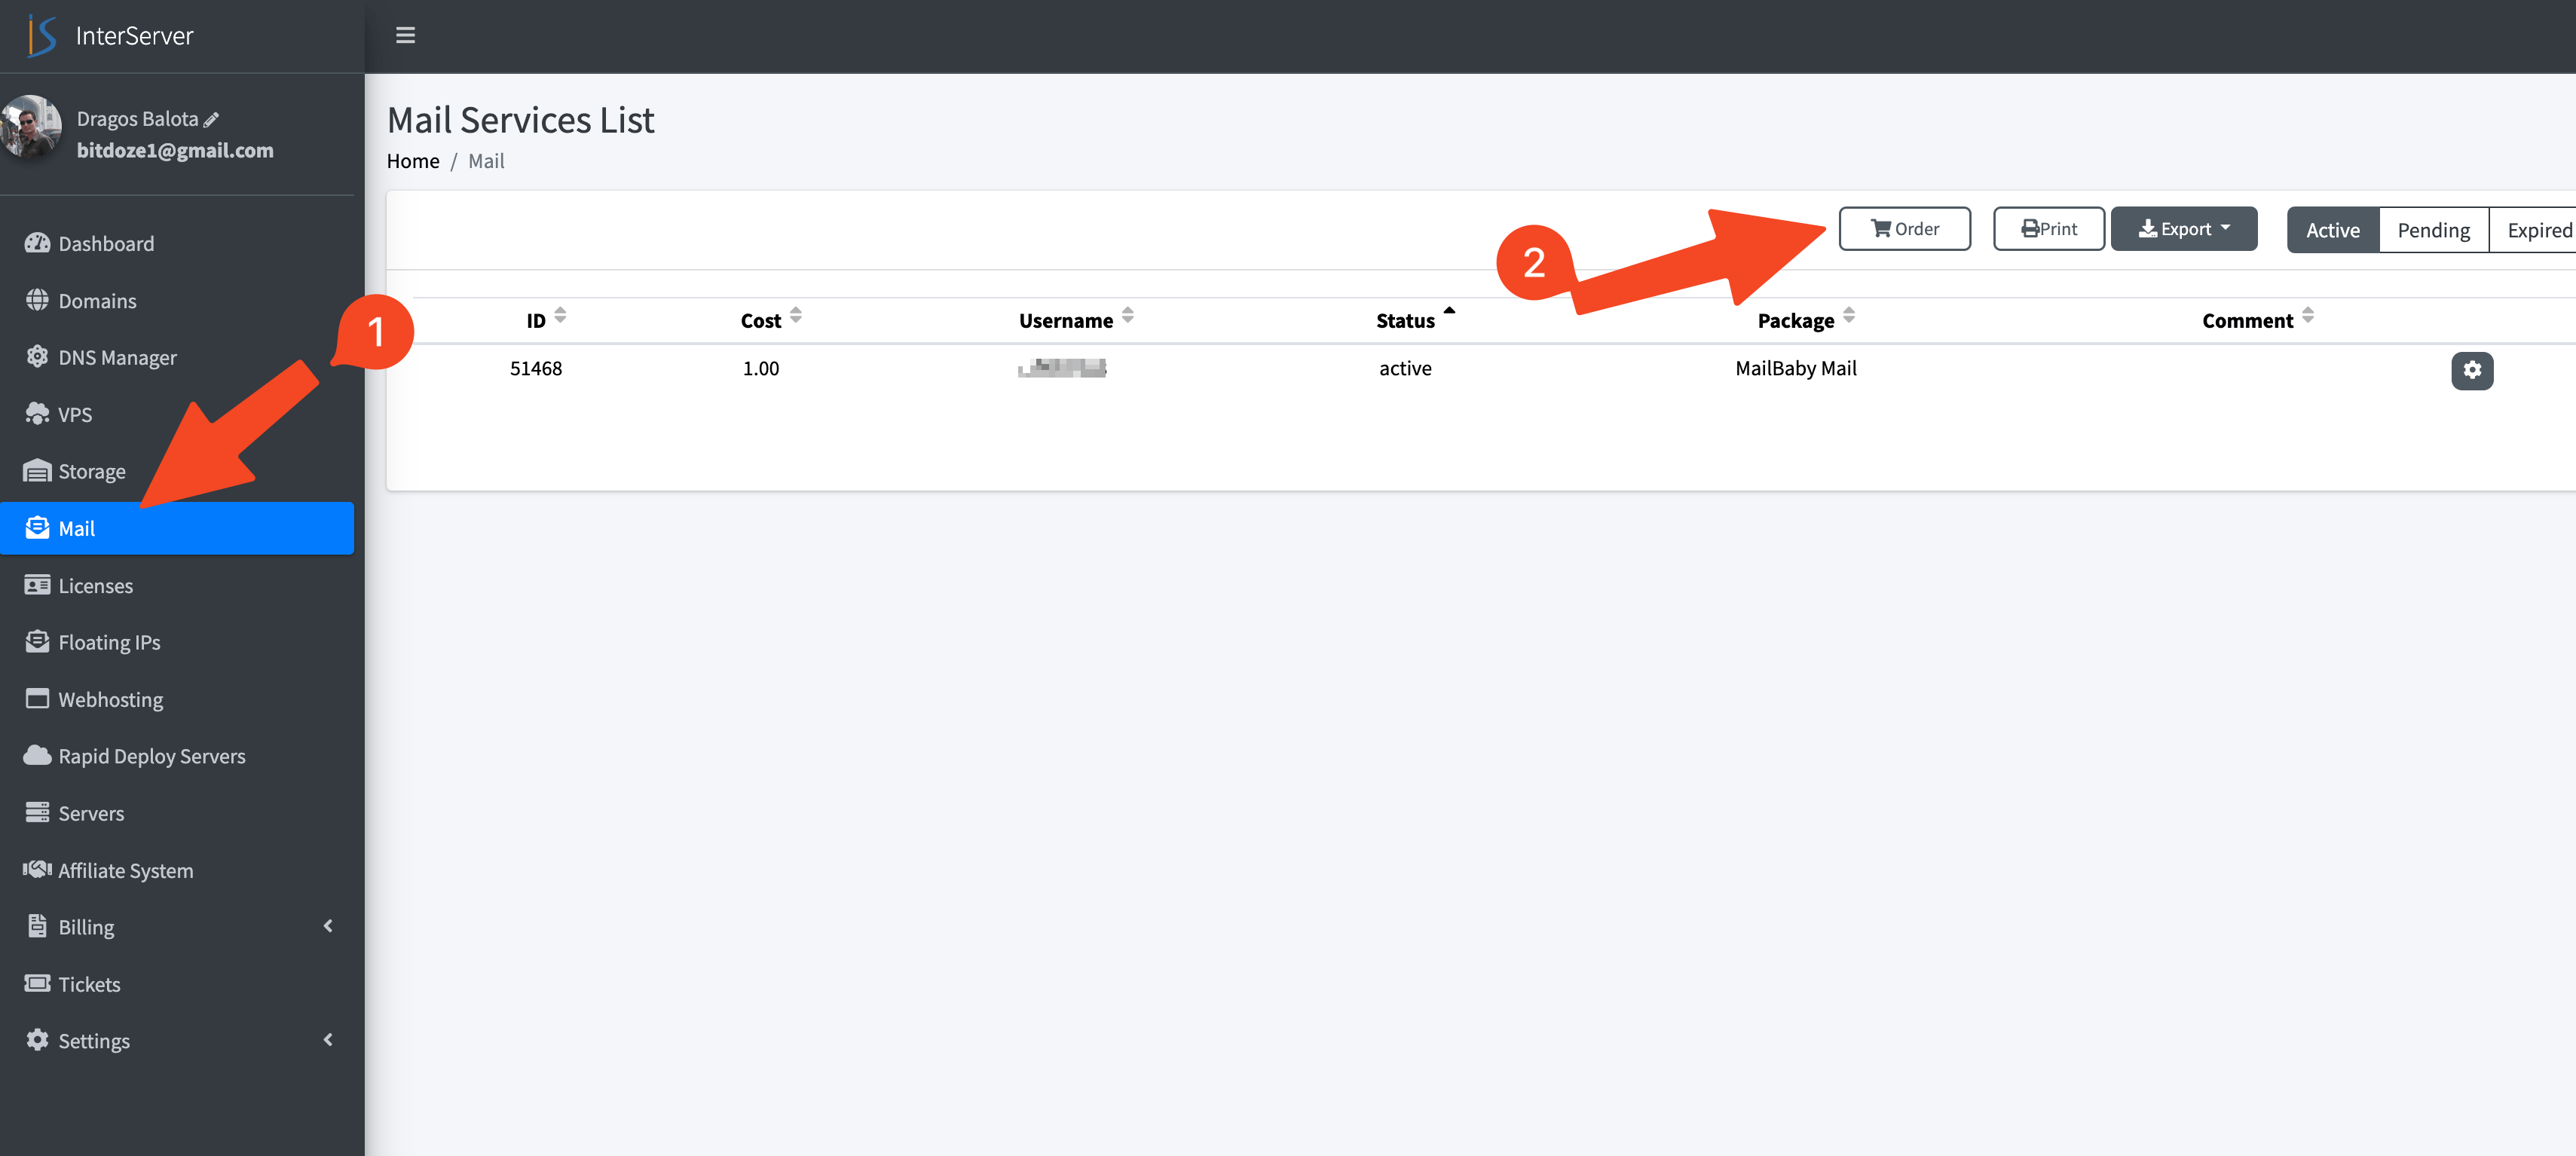 InterServer
Dragos Balota
bitdoze1@gmail.com
Dashboard
Domains
DNS Manager
VPS
Storage
Mail
Licenses
Floating IPs
Webhosting
Rapid Deploy Servers
Servers
Affiliate System
Billing
Tickets
Settings
1
Mail Services List
Home / Mail
2
Order Print Export Active Pending Expired
ID Cost Username Status Package Comment
51468 1.00 active MailBaby Mail